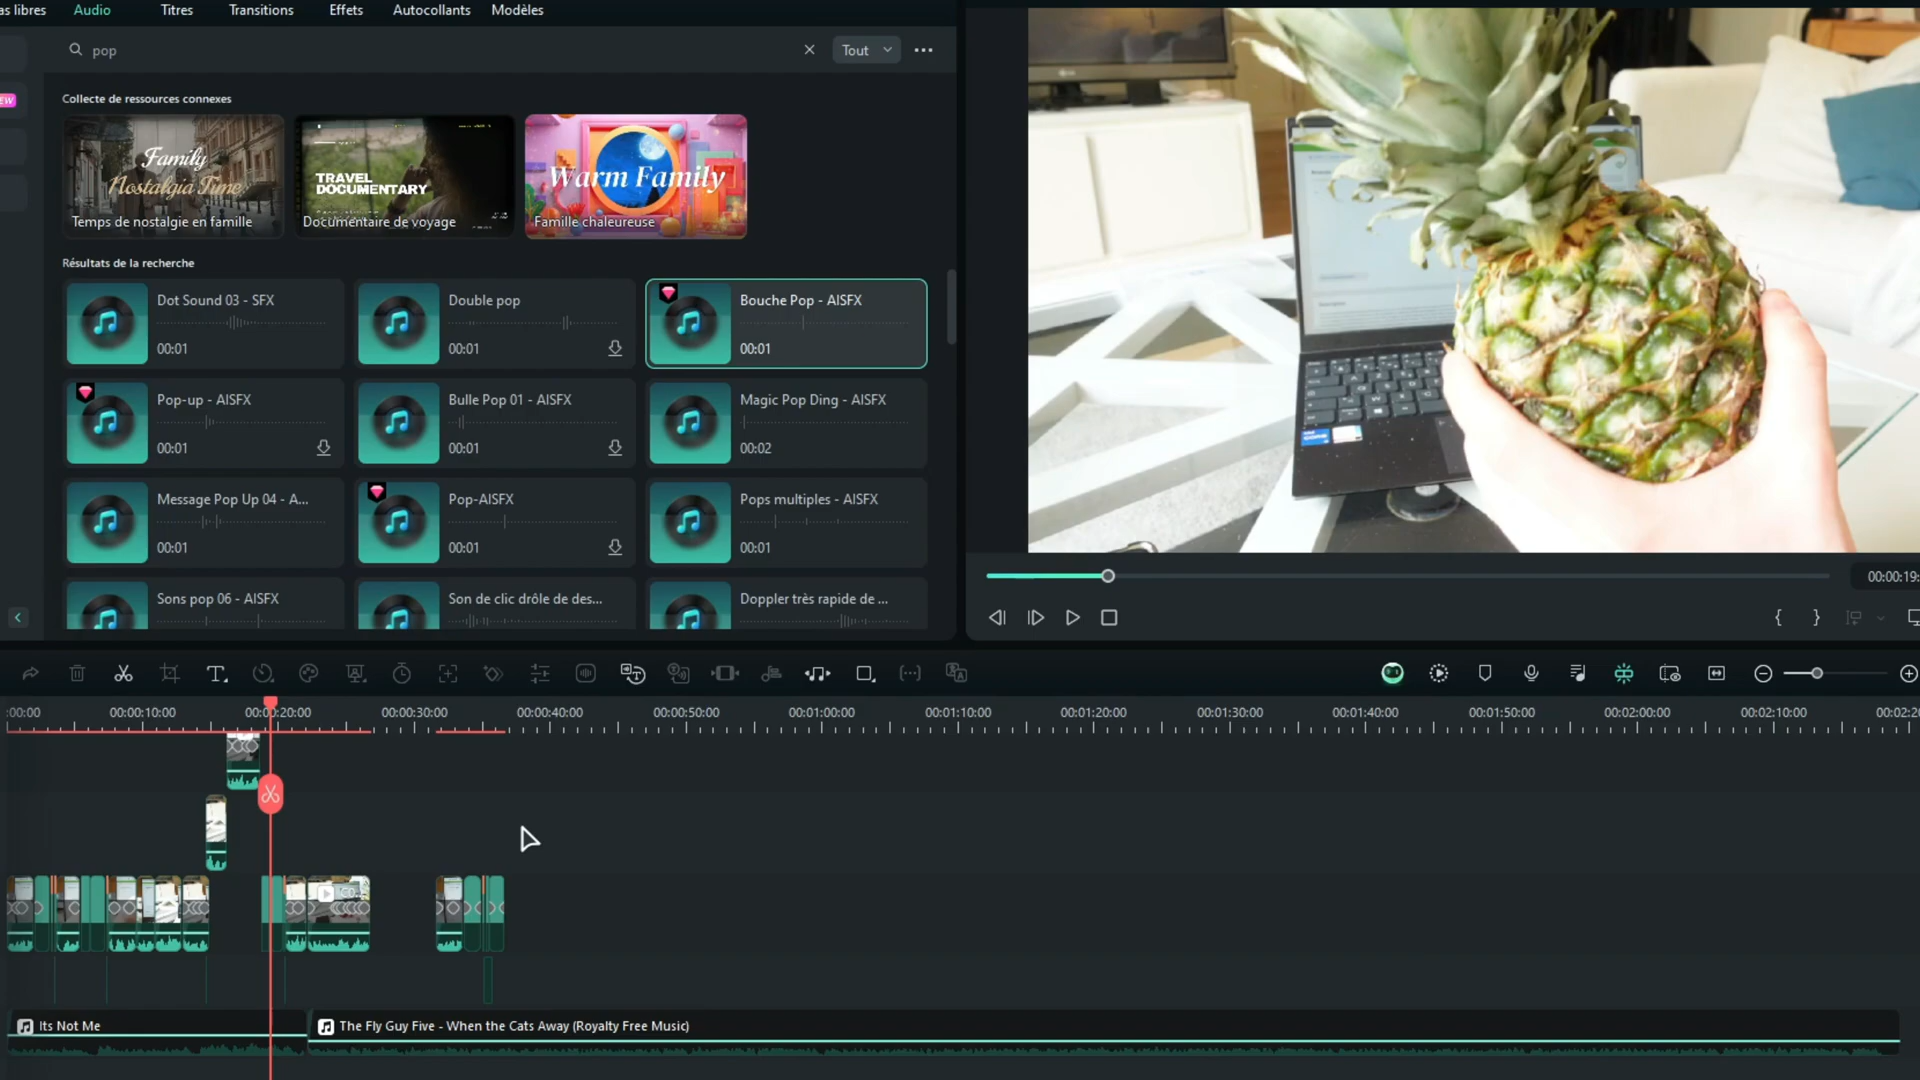 as libres Audio Titres Transitions Effets Autocollants Modèles
pop
Tout
EW
Collecte de ressources connexes
Family
Nostalgia Time
Temps de nostalgie en famille
TRAVEL
DOCUMENTARY
Documentaire de voyage
Warm Family
Famille chaleureuse
Résultats de la recherche
Dot Sound 03 - SFX
00:01
Double pop
00:01
Bouche Pop - AISFX
00:01
Pop-up - AISFX
00:01
Bulle Pop 01 - AISFX
00:01
Magic Pop Ding - AISFX
00:02
Message Pop Up 04 - A...
00:01
Pop-AISFX
00:01
Pops multiples - AISFX
00:01
Sons pop 06 - AISFX
Son de clic drôle de des...
Doppler très rapide de ...
LG
CORE
00:00:19:
:00:00 00:00:10:00 00:00:20:00 00:00:30:00 00:00:40:00 00:00:50:00 00:01:00:00 00:01:10:00 00:01:20:00 00:01:30:00 00:01:40:00 00:01:50:00 00:02:00:00 00:02:10:00 00:02:20
Its Not Me
The Fly Guy Five - When the Cats Away (Royalty Free Music)